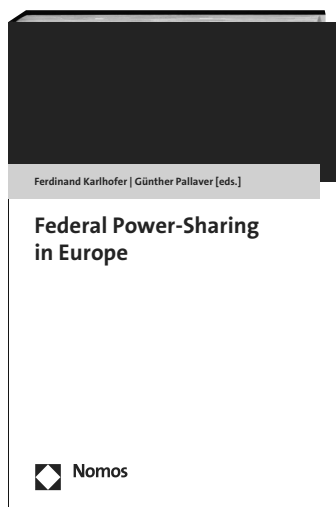 Ferdinand Karlhofer | Günther Pallaver [eds.]
Federal Power-Sharing
in Europe
Nomos